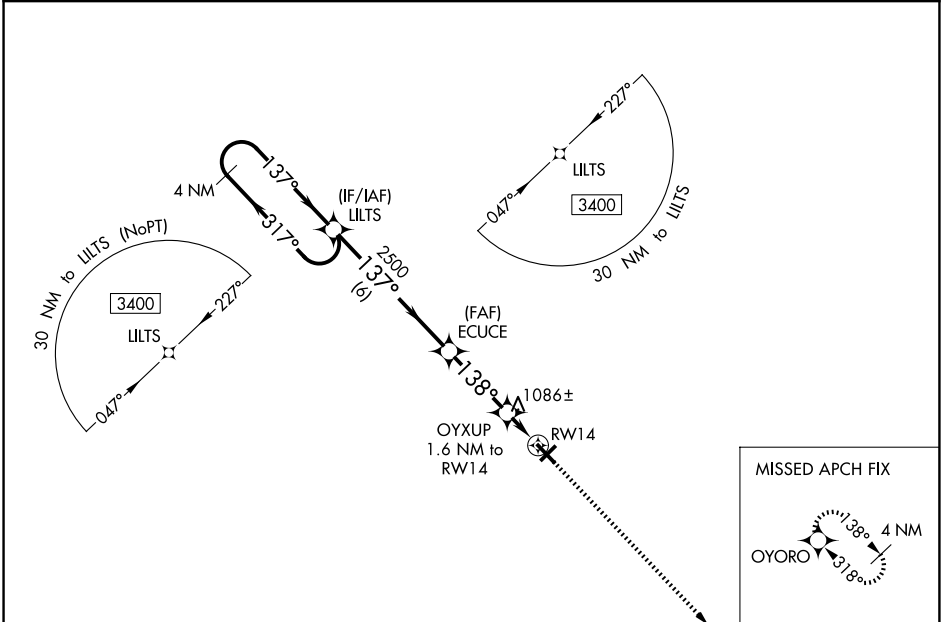 227°
LILTS
3400
047°
30 NM to LILTS
4 NM
137°
317°
(IF/IAF)
LILTS
2500
137°
(6)
30 NM to LILTS (NoPT)
3400
227°
LILTS
047°
(FAF)
ECUCE
138°
1086±
OYXUP
1.6 NM to
RW14
RW14
MISSED APCH FIX
138°
4 NM
OYORO
318°